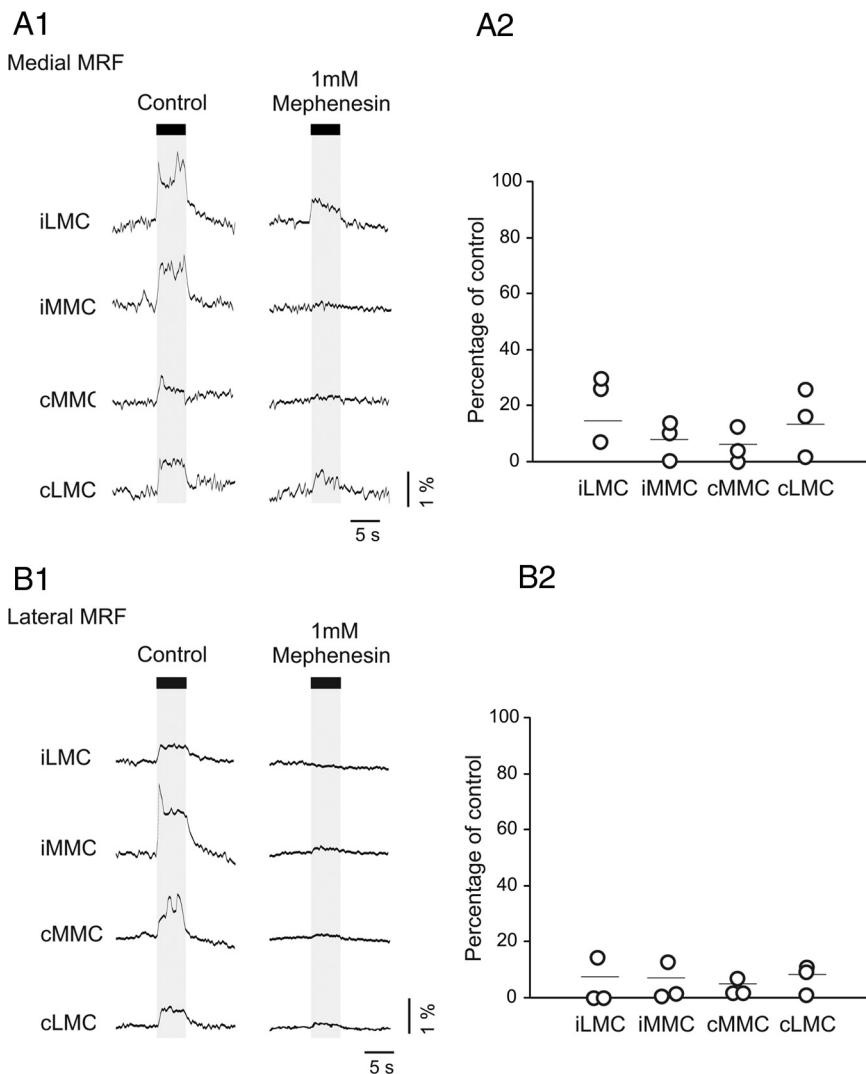 A1
Medial MRF
Control
1mM
Mephenesin
iLMC
iMMC
cMMC
cLMC
1 %
5 s
A2
Percentage of control
100
80
60
40
20
0
iLMC iMMC cMMC cLMC
B1
Lateral MRF
Control
1mM
Mephenesin
iLMC
iMMC
cMMC
cLMC
1 %
5 s
B2
Percentage of control
100
80
60
40
20
0
iLMC iMMC cMMC cLMC